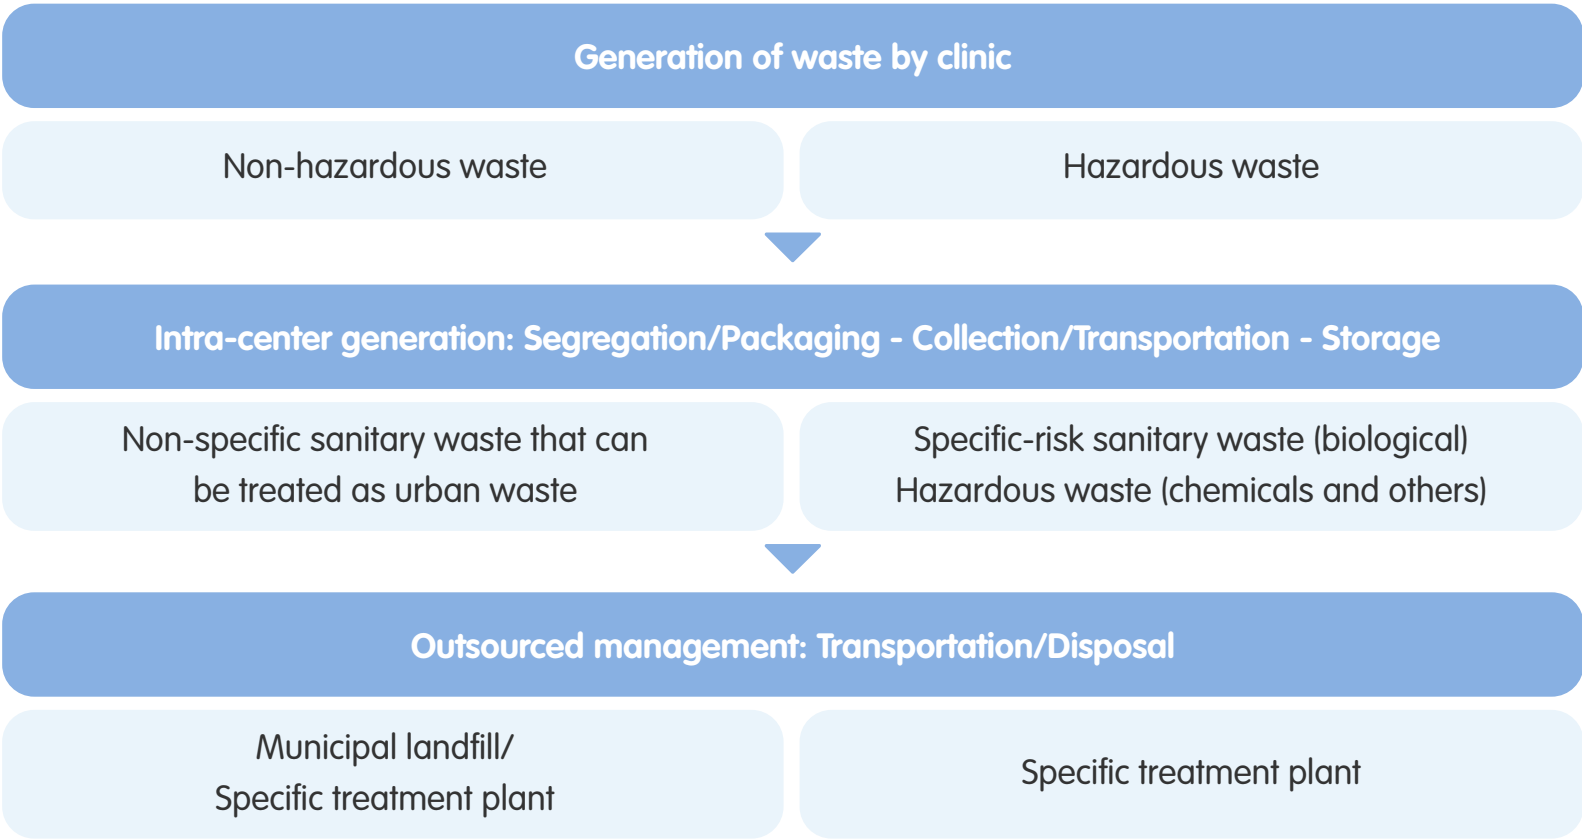 Generation of waste by clinic
Non-hazardous waste
Hazardous waste
Intra-center generation: Segregation/Packaging - Collection/Transportation - Storage
Non-specific sanitary waste that can
be treated as urban waste
Specific-risk sanitary waste (biological)
Hazardous waste (chemicals and others)
Outsourced management: Transportation/Disposal
Municipal landfill/
Specific treatment plant
Specific treatment plant